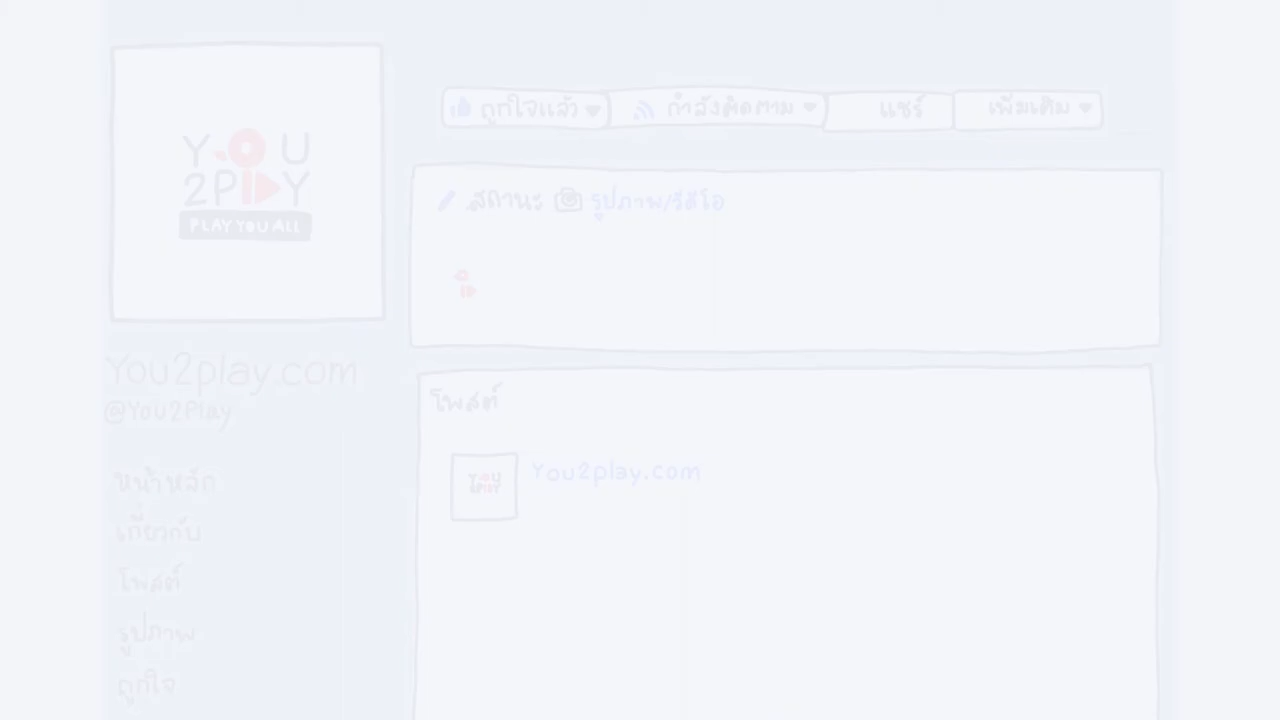 Y.OU
2PLAY
PLAY YOU ALL
ถูกใจแล้ว กำลังติดตาม แชร์ เพิ่มเติม
สถานะ รูปภาพ/วีดีโอ
You2play.com
@You2Play
หน้าหลัก
เกี่ยวกับ
โพสต์
รูปภาพ
ถูกใจ
โพสต์
YOU
2PLAY
You2play.com